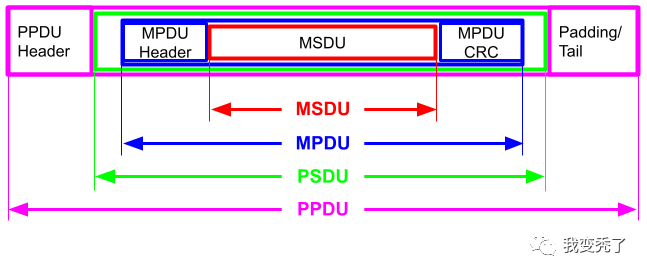 PPDU
Header
MPDU
Header
MSDU
MPDU
CRC
Padding/
Tail
MSDU
MPDU
PSDU
PPDU
我变秃了